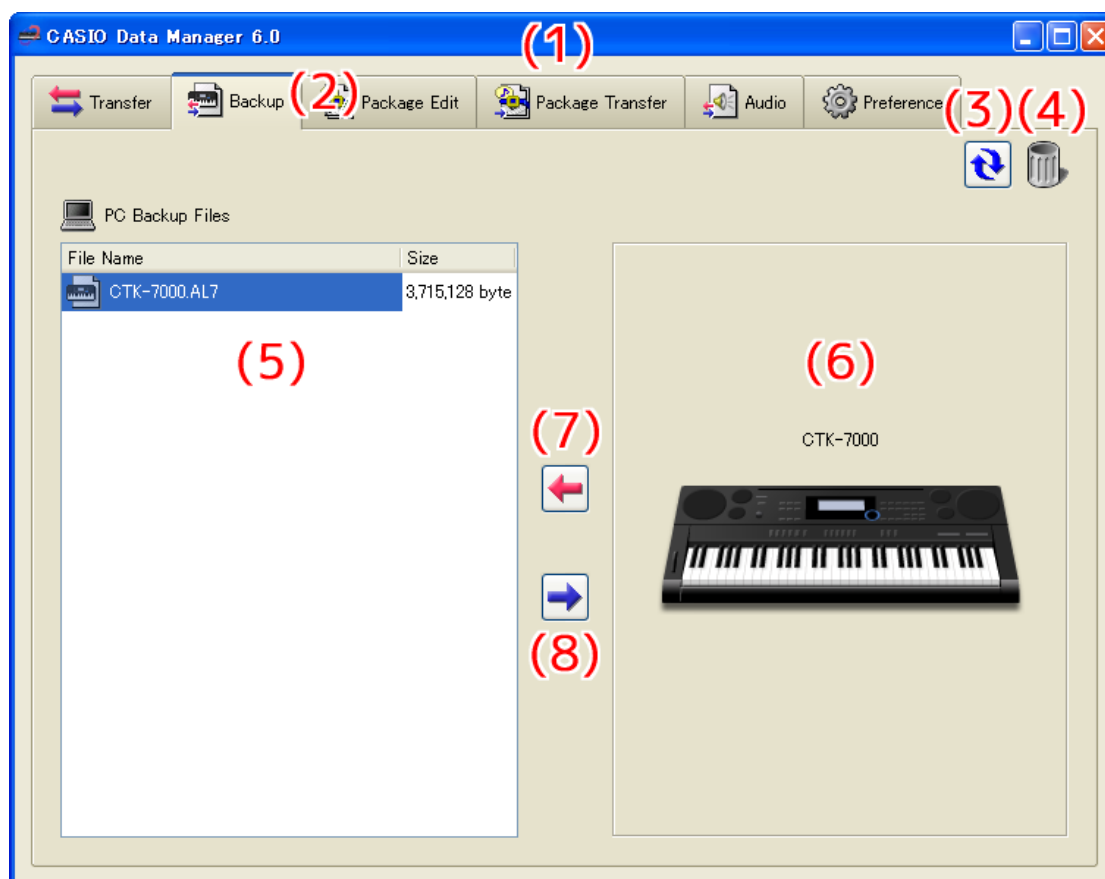 CASIO Data Manager 6.0
(1)
Transfer
Backup
(2)
Package Edit
Package Transfer
Audio
Preference
(3)
(4)
PC Backup Files
File Name
Size
CTK-7000.AL7
3,715,128 byte
(5)
(6)
(7)
CTK-7000
(8)